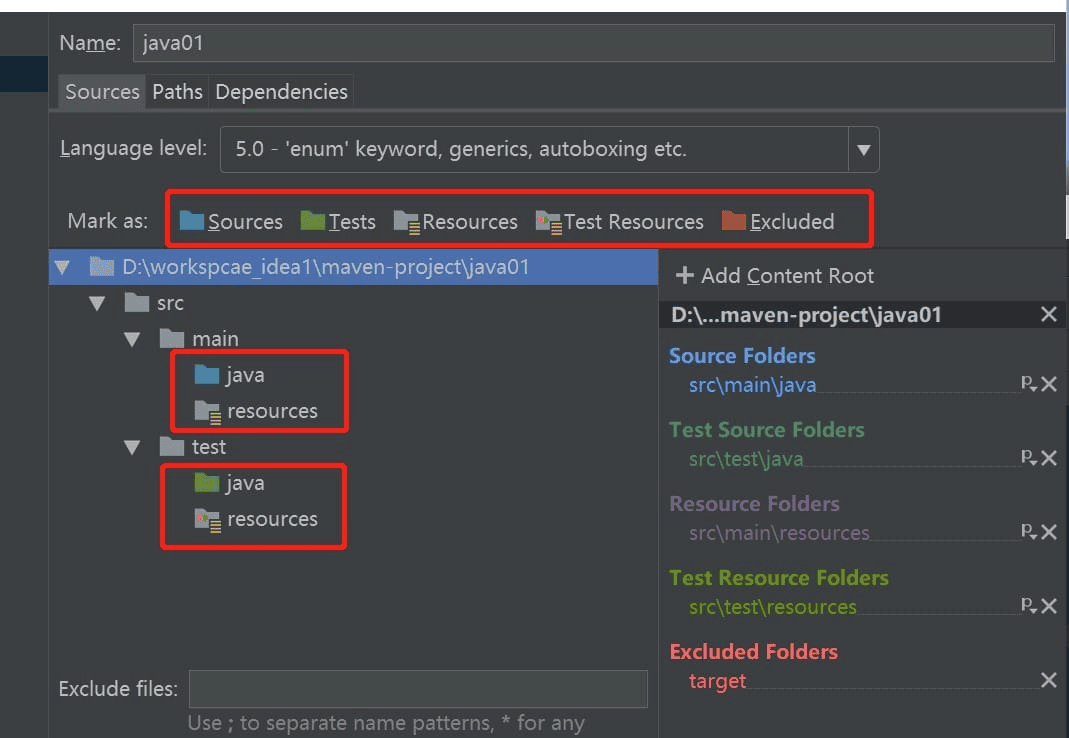 Name: java01
Sources Paths Dependencies
Language level: 5.0 - 'enum' keyword, generics, autoboxing etc.
Mark as: Sources Tests Resources Test Resources Excluded
D:\workspcae_idea1\maven-project\java01
src
main
java
resources
test
java
resources
Exclude files:
Use ; to separate name patterns, * for any
+ Add Content Root
D:\...maven-project\java01
Source Folders
src\main\java
Test Source Folders
src\test\java
Resource Folders
src\main\resources
Test Resource Folders
src\test\resources
Excluded Folders
target